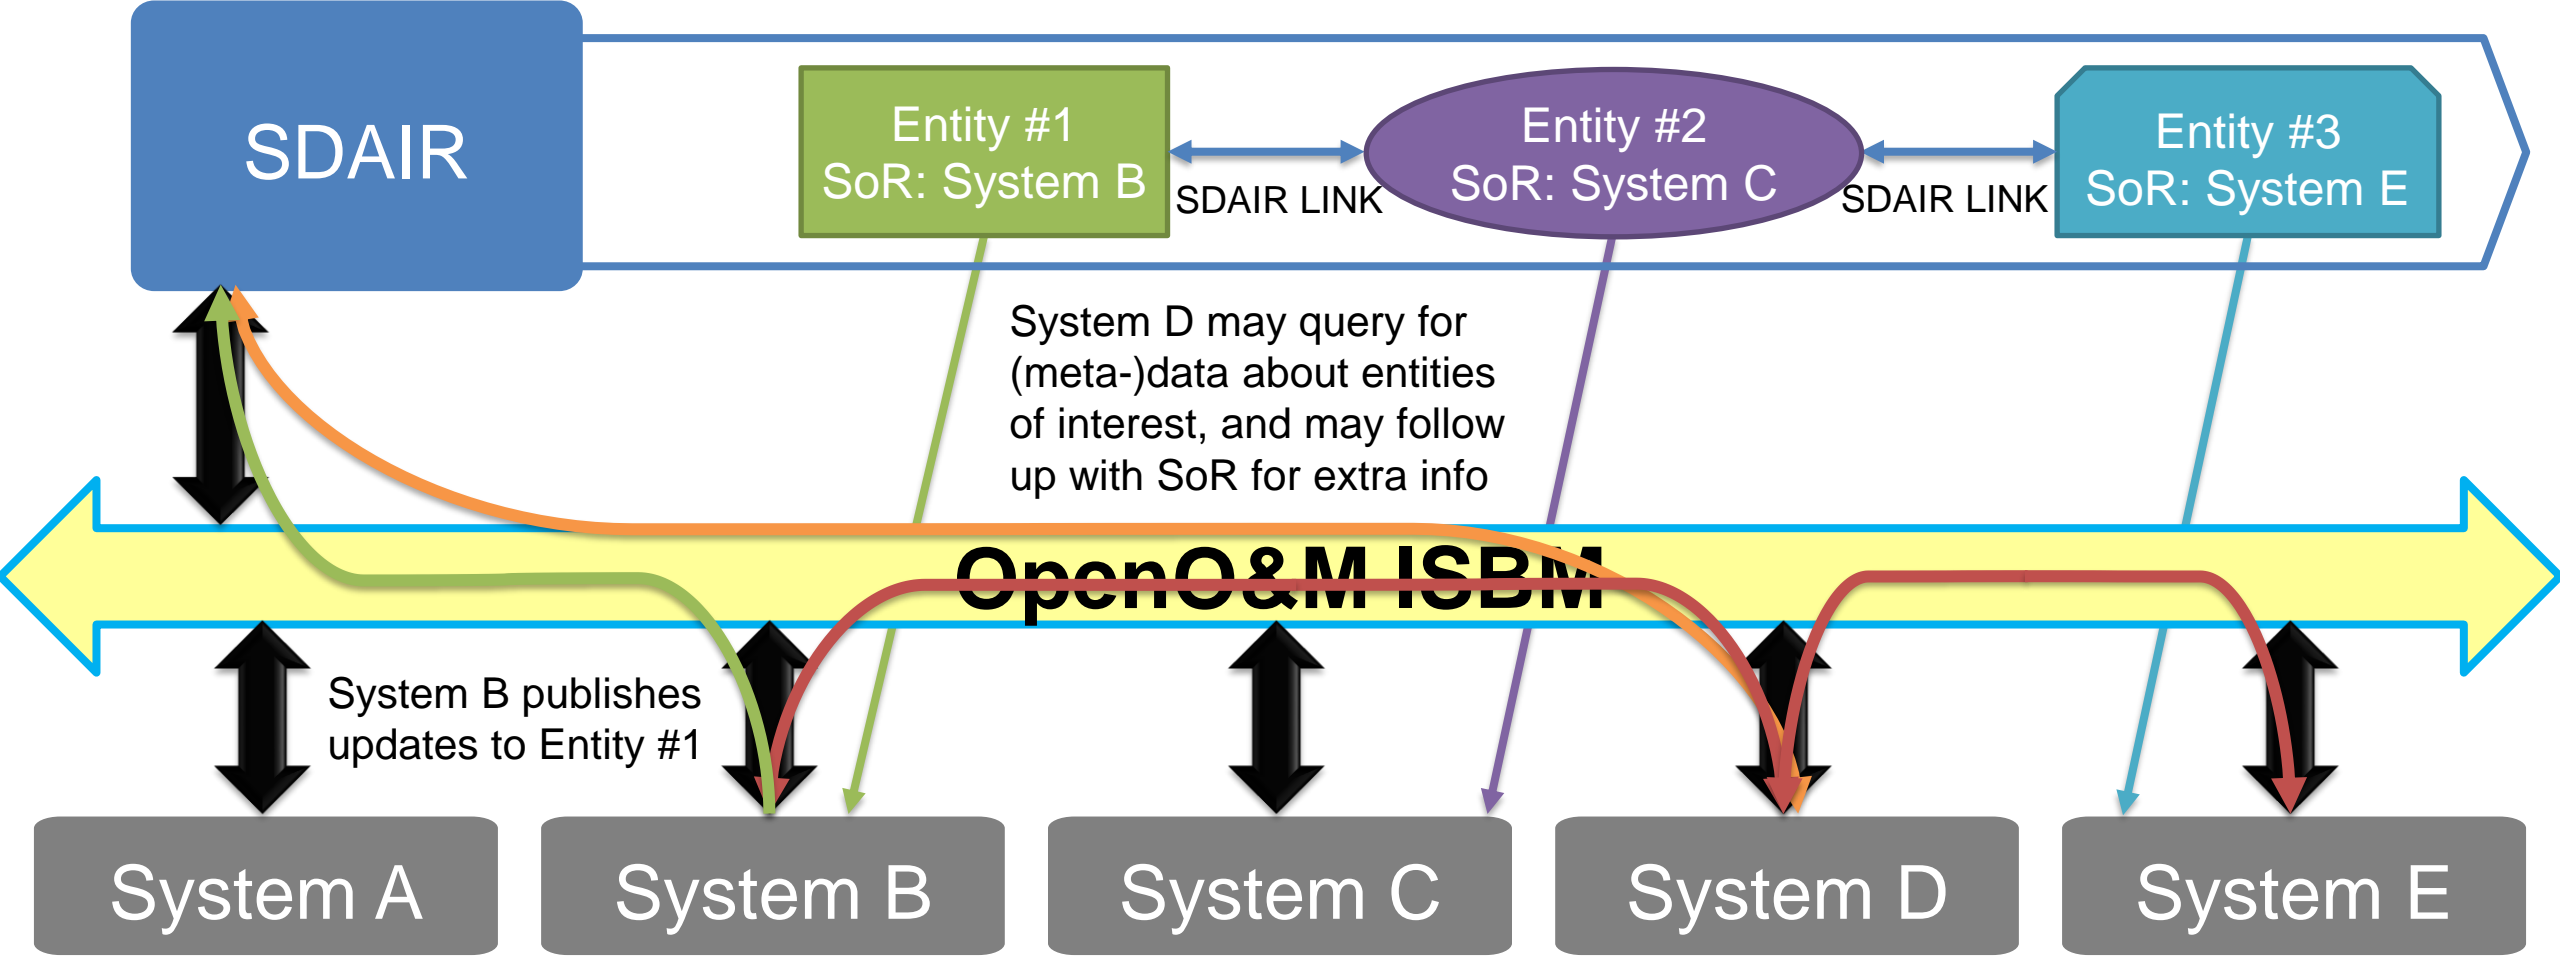 SDAIR
Entity #1
SoR: System B
SDAIR LINK
Entity #2
SoR: System C
SDAIR LINK
Entity #3
SoR: System E
System D may query for
(meta-)data about entities
of interest, and may follow
up with SoR for extra info
OpenO&M ISBM
System B publishes
updates to Entity #1
System A
System B
System C
System D
System E